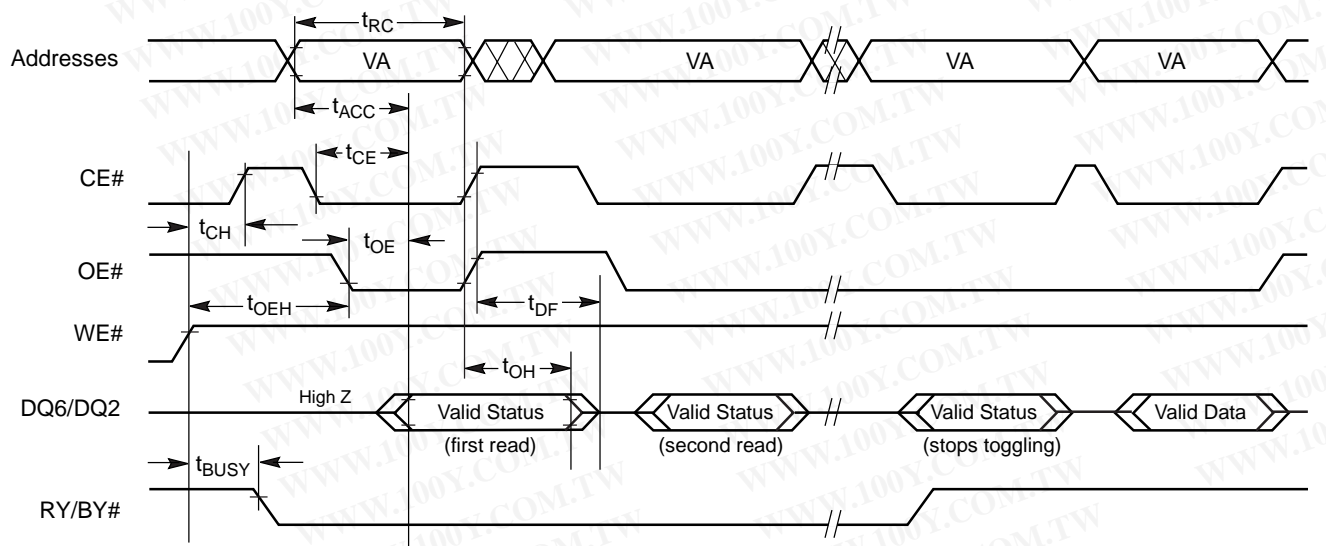 tRC
Addresses VA VA VA VA
tACC
tCE
CE#
tCH tOE
OE#
tOEH tDF
WE#
tOH
DQ6/DQ2 High Z Valid Status Valid Status Valid Status Valid Data
(first read) (second read) (stops toggling)
tBUSY
RY/BY#
WWW.100Y.COM.TW